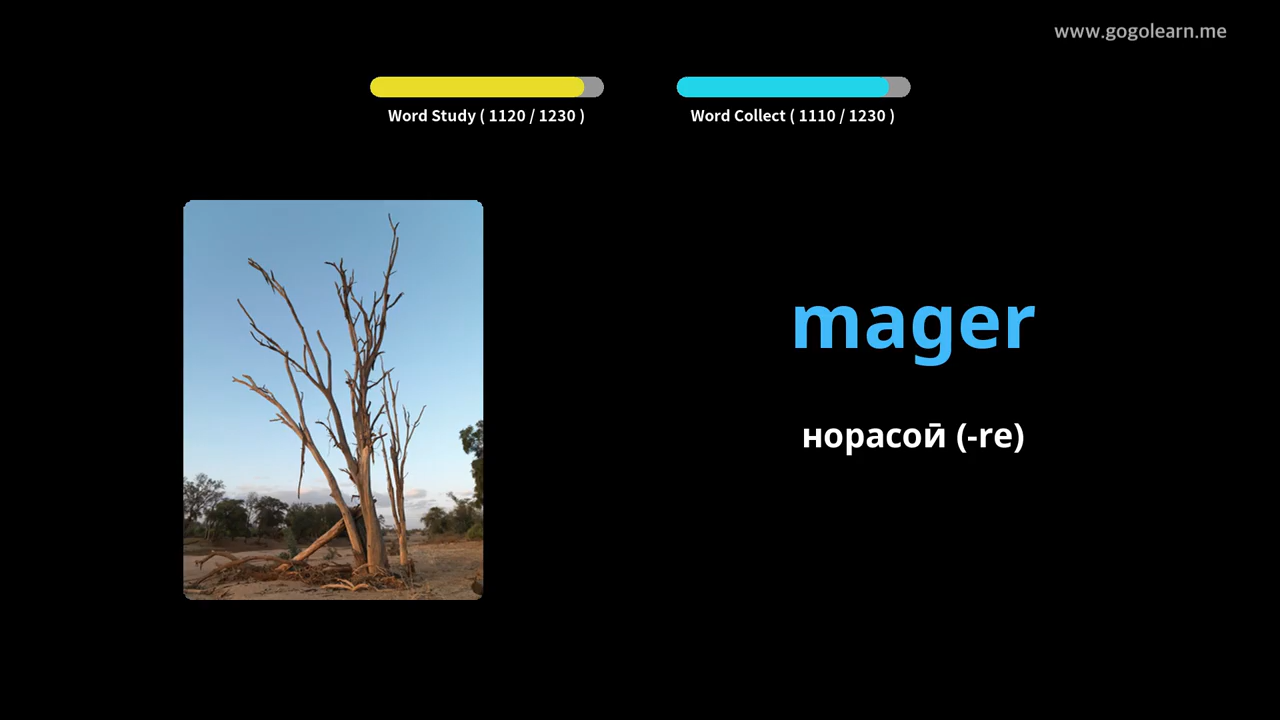 www.gogolearn.me
Word Study ( 1120 / 1230 )
Word Collect ( 1110 / 1230 )
mager
норасоӣ (-re)